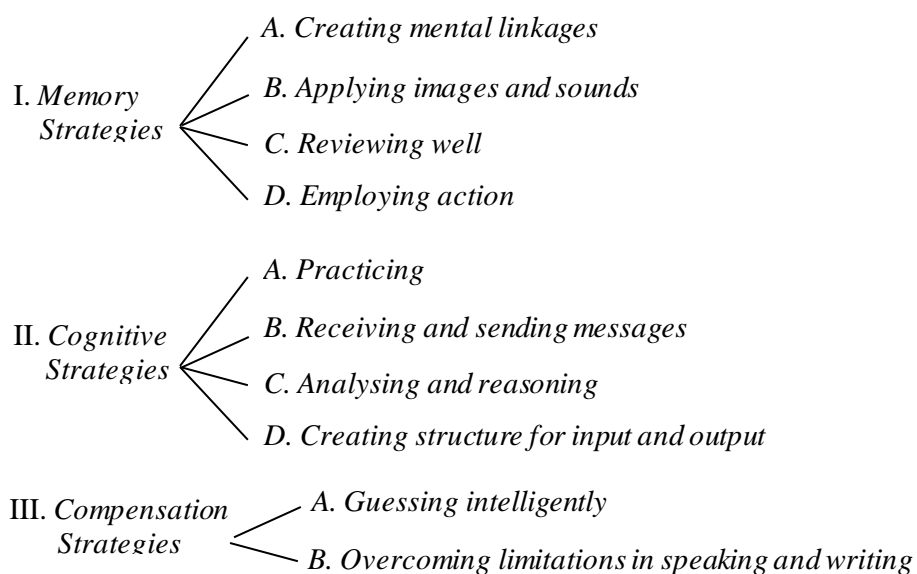 A. Creating mental linkages
I. Memory
B. Applying images and sounds
Strategies
C. Reviewing well
D. Employing action
A. Practicing
II. Cognitive
B. Receiving and sending messages
Strategies
C. Analysing and reasoning
D. Creating structure for input and output
III. Compensation
A. Guessing intelligently
Strategies
B. Overcoming limitations in speaking and writing